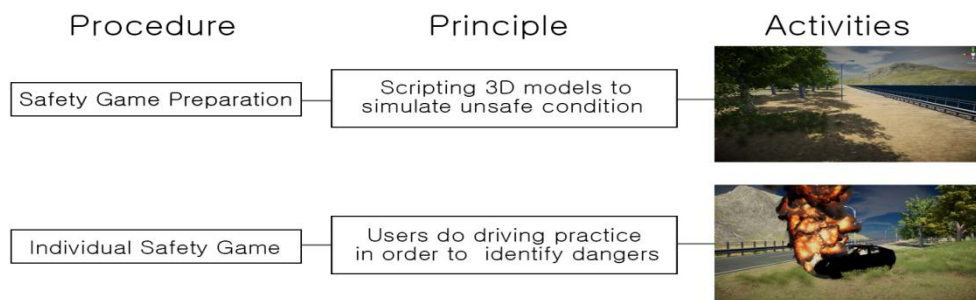 Procedure
Principle
Activities
Safety Game Preparation
Scripting 3D models to
simulate unsafe condition
Individual Safety Game
Users do driving practice
in order to identify dangers